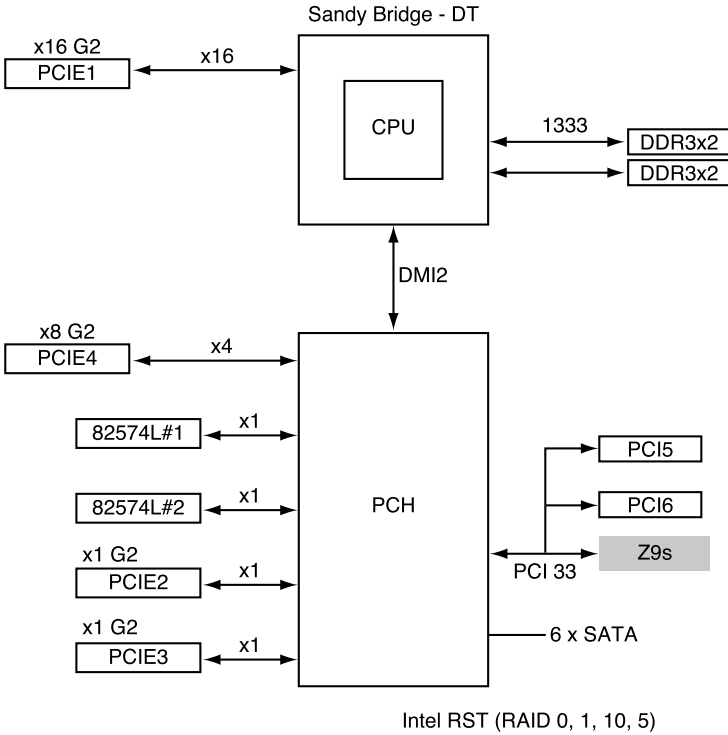 Sandy Bridge - DT
x16 G2
PCIE1
x16
CPU
1333
DDR3x2
DDR3x2
DMI2
x8 G2
PCIE4
x4
82574L#1
x1
PCI5
82574L#2
x1
PCH
PCI6
x1 G2
PCIE2
x1
PCI 33
Z9s
x1 G2
PCIE3
x1
6 x SATA
Intel RST (RAID 0, 1, 10, 5)